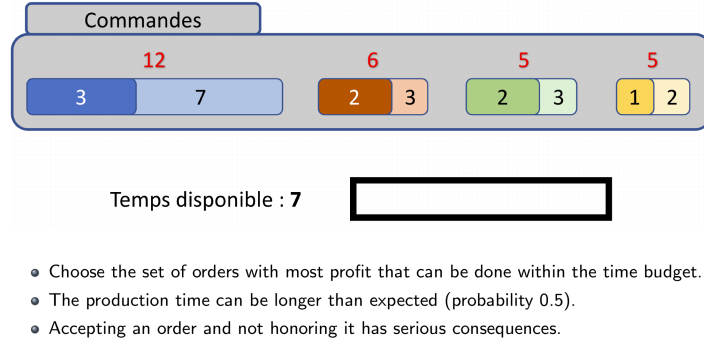 Commandes
12 6 5 5
3 7 2 3 2 3 1 2
Temps disponible : 7
Choose the set of orders with most profit that can be done within the time budget.
The production time can be longer than expected (probability 0.5).
Accepting an order and not honoring it has serious consequences.